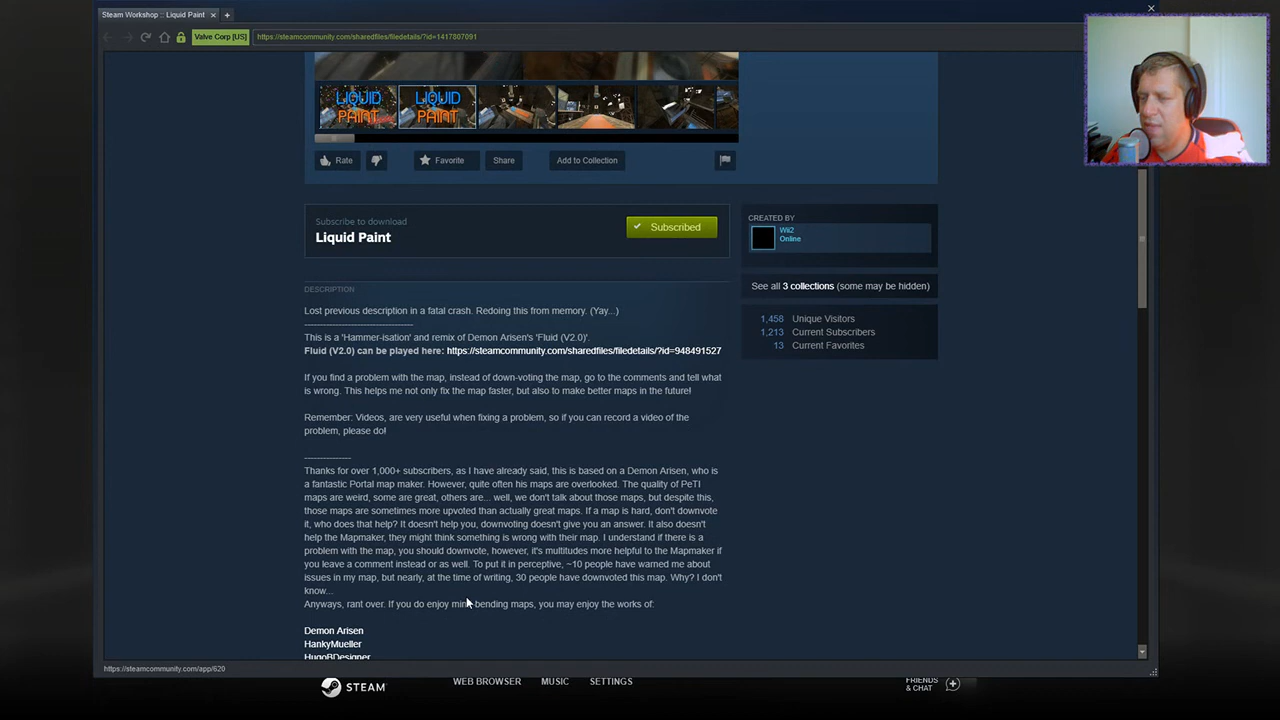 Steam Workshop :: Liquid Paint
Valve Corp [US]
https://steamcommunity.com/sharedfiles/filedetails/?id=1417807091
LIQUID
PAINT
LIQUID
PAINT
Rate
Favorite
Share
Add to Collection
Subscribe to download
Liquid Paint
Subscribed
CREATED BY
Wii2
Online
See all 3 collections (some may be hidden)
1,458 Unique Visitors
1,213 Current Subscribers
13 Current Favorites
DESCRIPTION
Lost previous description in a fatal crash. Redoing this from memory. (Yay...)
----------------------------------
This is a 'Hammer-isation' and remix of Demon Arisen's 'Fluid (V2.0)'.
Fluid (V2.0) can be played here: https://steamcommunity.com/sharedfiles/filedetails/?id=948491527
If you find a problem with the map, instead of down-voting the map, go to the comments and tell what
is wrong. This helps me not only fix the map faster, but also to make better maps in the future!
Remember: Videos, are very useful when fixing a problem, so if you can record a video of the
problem, please do!
---------------
Thanks for over 1,000+ subscribers, as I have already said, this is based on a Demon Arisen, who is
a fantastic Portal map maker. However, quite often his maps are overlooked. The quality of PeTI
maps are weird, some are great, others are... well, we don't talk about those maps, but despite this,
those maps are sometimes more upvoted than actually great maps. If a map is hard, don't downvote
it, who does that help? It doesn't help you, downvoting doesn't give you an answer. It also doesn't
help the Mapmaker, they might think something is wrong with their map. I understand if there is a
problem with the map, you should downvote, however, it's multitudes more helpful to the Mapmaker if
you leave a comment instead or as well. To put it in perceptive, ~10 people have warned me about
issues in my map, but nearly, at the time of writing, 30 people have downvoted this map. Why? I don't
know...
Anyways, rant over. If you do enjoy mind bending maps, you may enjoy the works of:
Demon Arisen
HankyMueller
HugoBDesigner
https://steamcommunity.com/app/620
STEAM
WEB BROWSER
MUSIC
SETTINGS
FRIENDS
& CHAT